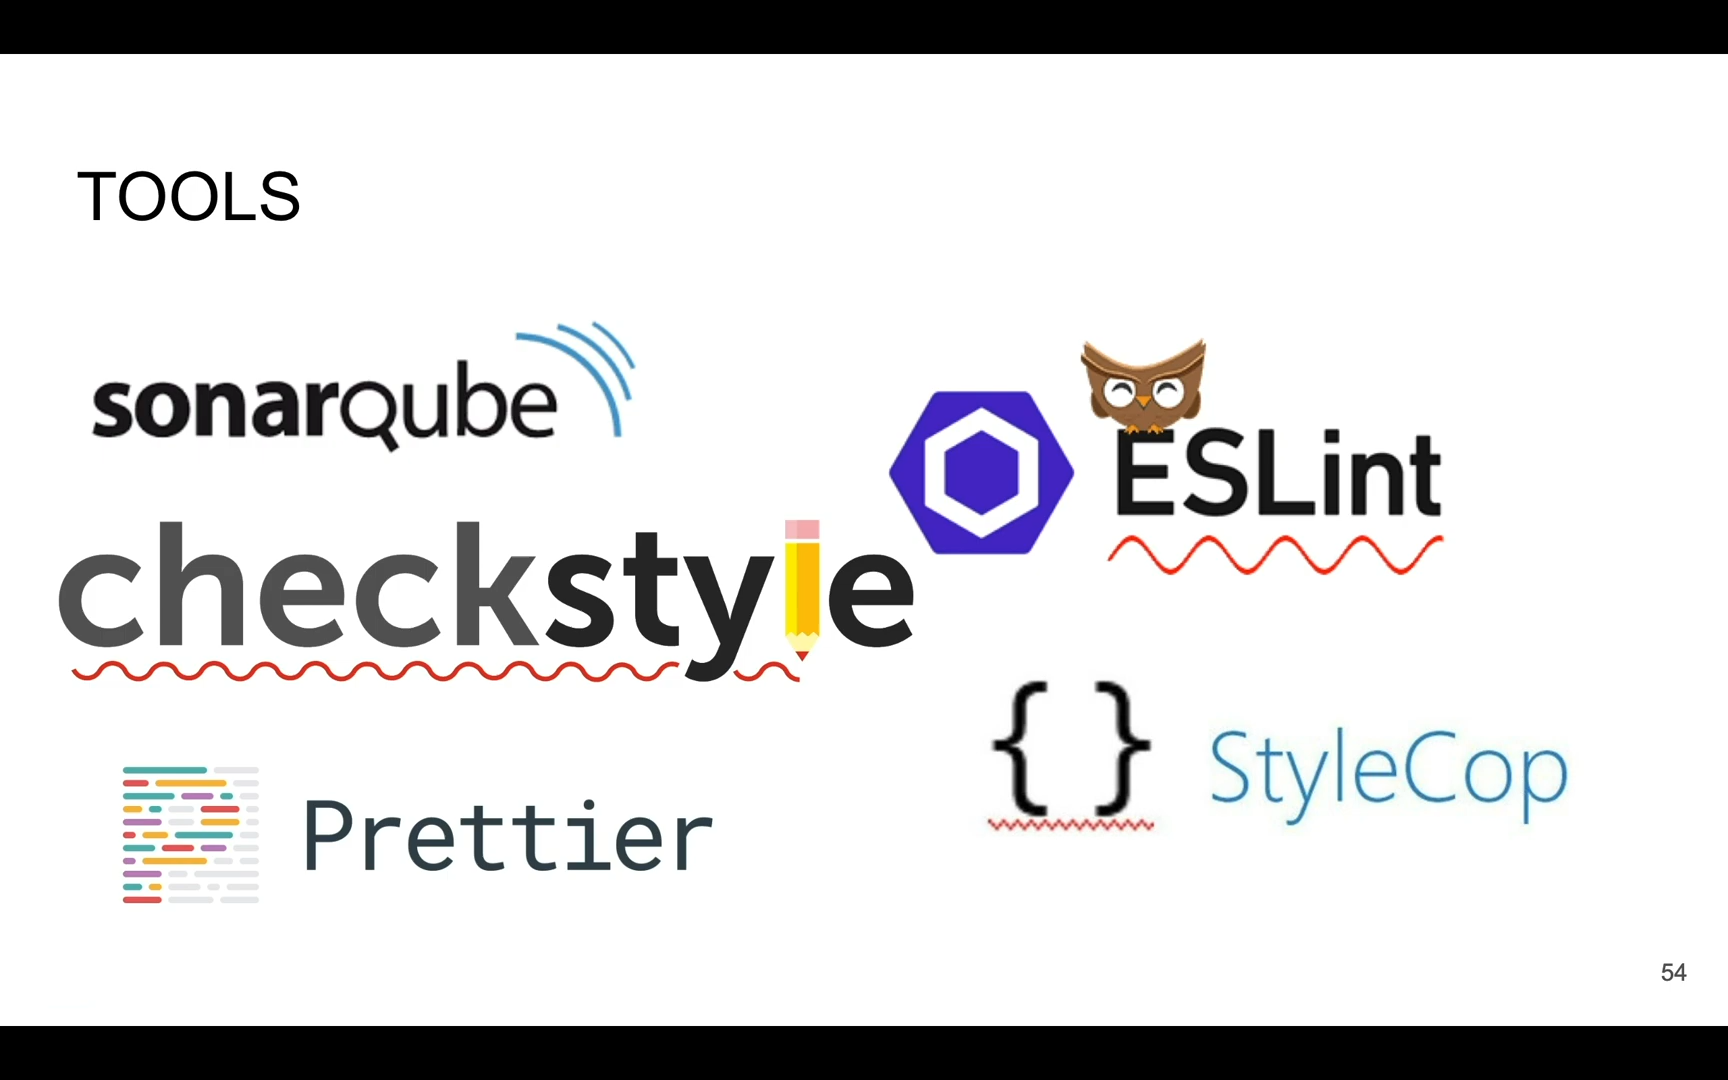 TOOLS
sonarqube
ESLint
checkstyle
{ } StyleCop
Prettier
54